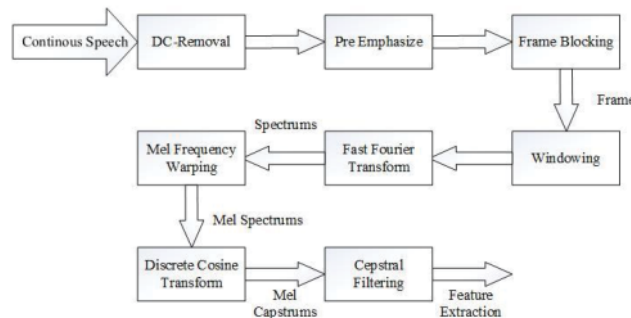 Continous Speech
DC-Removal
Pre Emphasize
Frame Blocking
Frame
Windowing
Fast Fourier
Transform
Spectrums
Mel Frequency
Warping
Mel Spectrums
Discrete Cosine
Transform
Mel
Capstrums
Cepstral
Filtering
Feature
Extraction